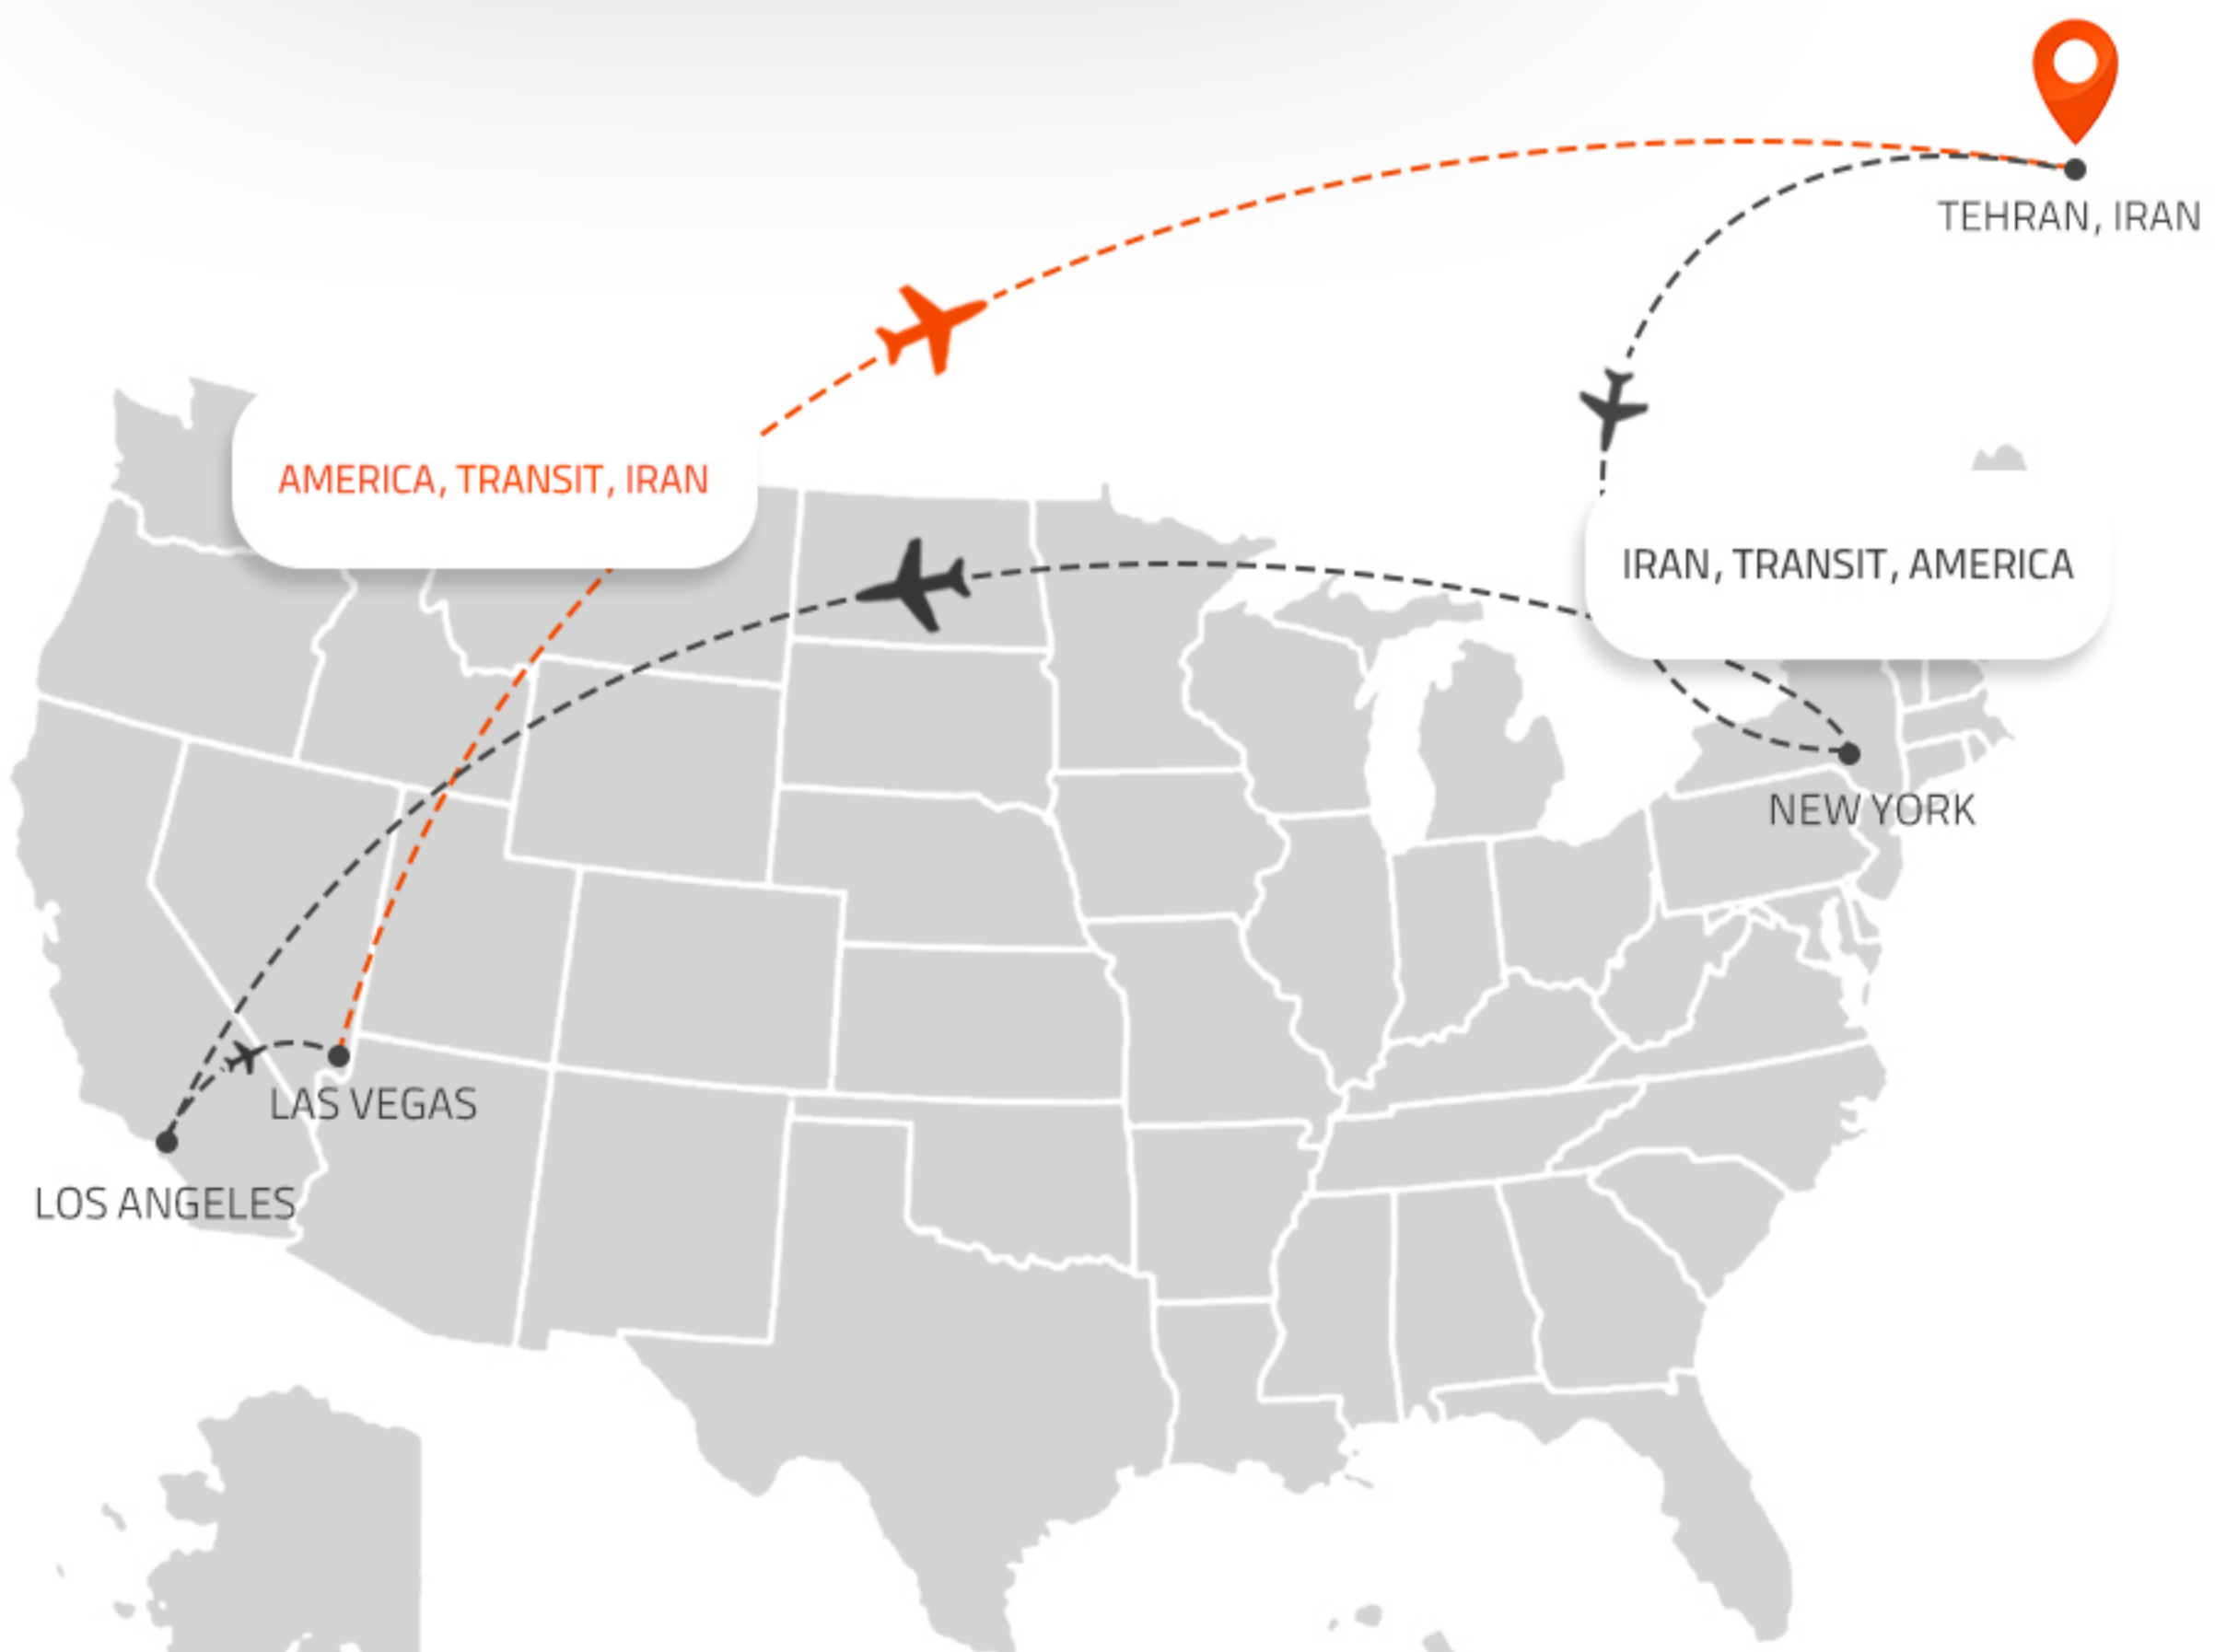 TEHRAN, IRAN
AMERICA, TRANSIT, IRAN
IRAN, TRANSIT, AMERICA
NEW YORK
LAS VEGAS
LOS ANGELES